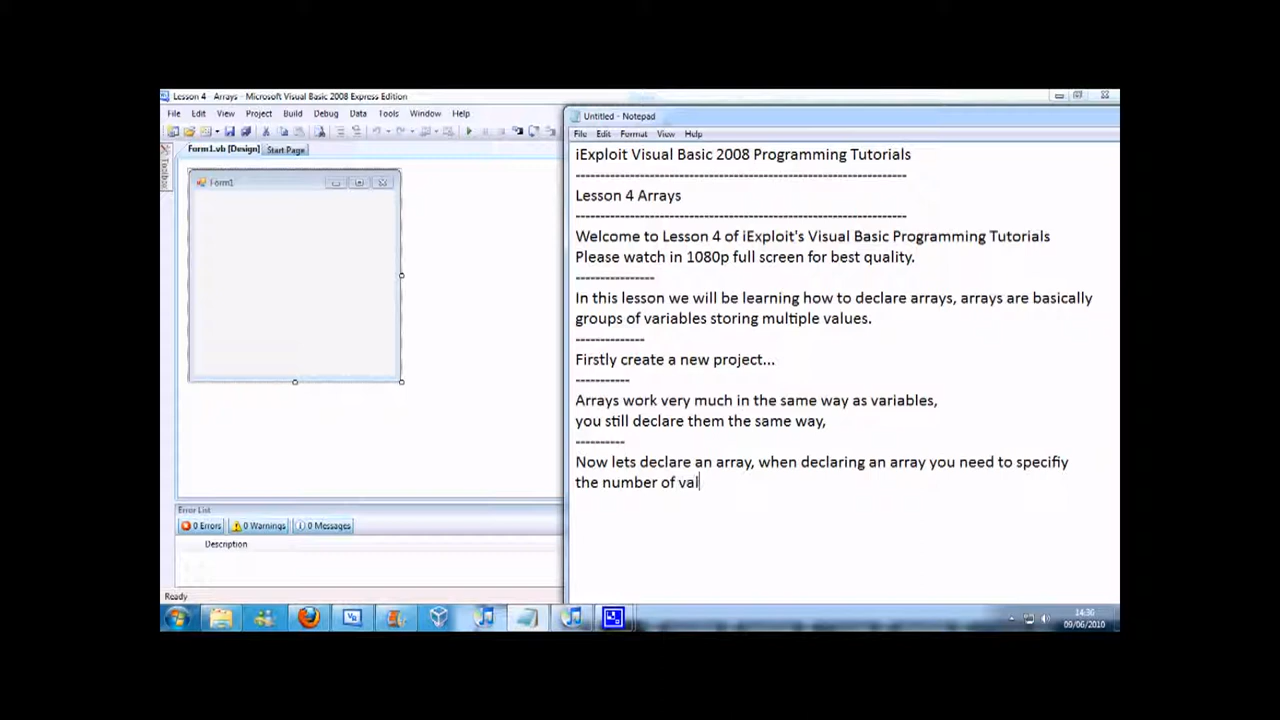 Lesson 4 Arrays - Microsoft Visual Basic 2008 Express Edition
File Edit View Project Build Debug Data Tools Window Help
Form1.vb [Design] Start Page
Toolbox
Form1
Error List
0 Errors 0 Warnings 0 Messages
Description
Ready
Untitled - Notepad
File Edit Format View Help
iExploit Visual Basic 2008 Programming Tutorials
---------------------------------------------------------------------------------
Lesson 4 Arrays
---------------------------------------------------------------------------------
Welcome to Lesson 4 of iExploit's Visual Basic Programming Tutorials
Please watch in 1080p full screen for best quality.
----------------
In this lesson we will be learning how to declare arrays, arrays are basically
groups of variables storing multiple values.
--------------
Firstly create a new project...
-----------
Arrays work very much in the same way as variables,
you still declare them the same way,
----------
Now lets declare an array, when declaring an array you need to specifiy
the number of val
14:36
09/06/2010